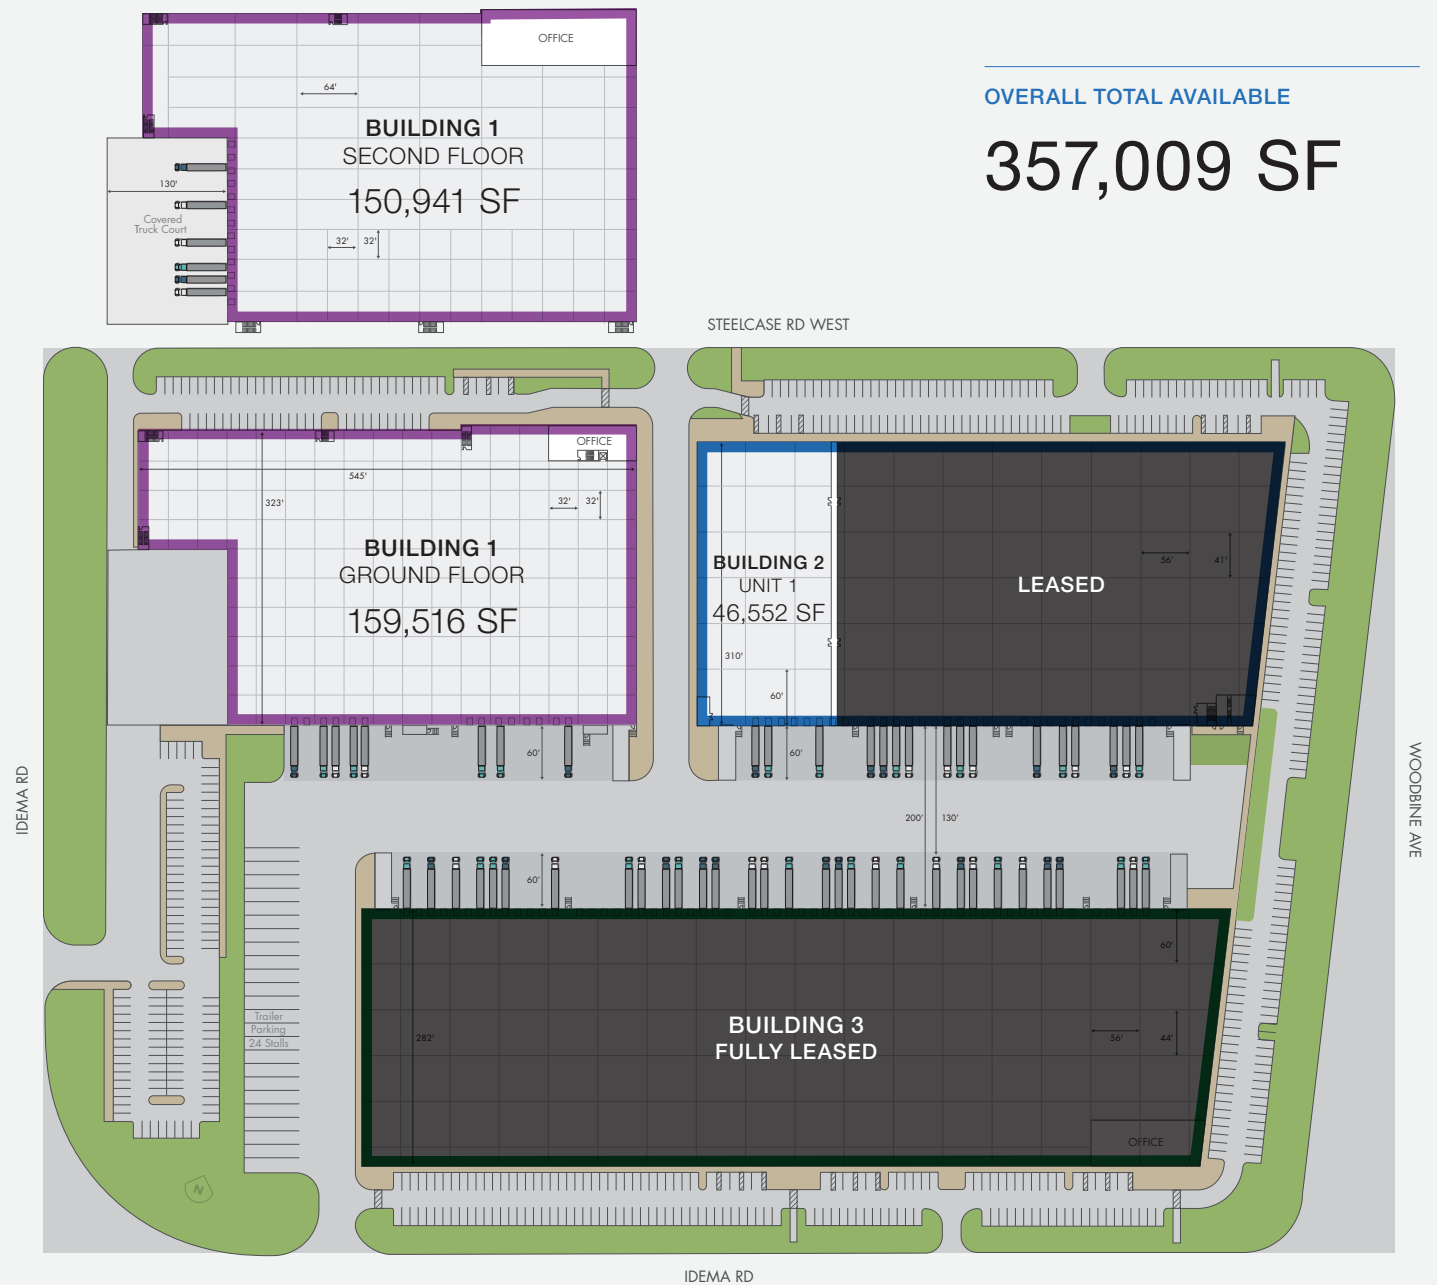 OFFICE
64'
BUILDING 1
SECOND FLOOR
150,941 SF
130'
Covered
Truck Court
32'
32'
OVERALL TOTAL AVAILABLE
357,009 SF
STEELCASE RD WEST
OFFICE
545'
323'
32'
32'
BUILDING 1
GROUND FLOOR
159,516 SF
60'
BUILDING 2
UNIT 1
46,552 SF
310'
60'
60'
LEASED
56'
41'
200'
130'
IDEMA RD
WOODBINE AVE
60'
60'
282'
BUILDING 3
FULLY LEASED
56'
44'
OFFICE
Trailer
Parking
24 Stalls
N
IDEMA RD